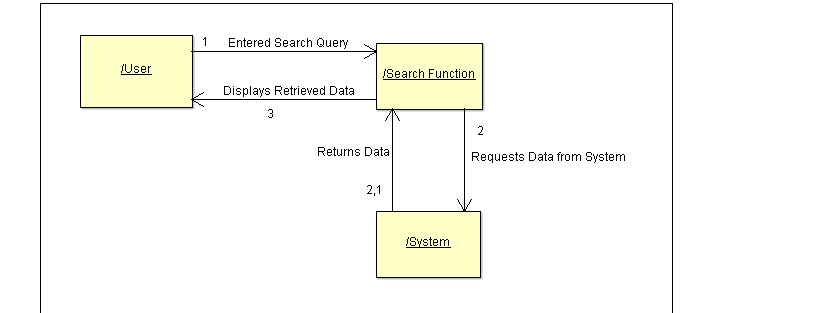 1 Entered Search Query
/User
/Search Function
Displays Retrieved Data
3
2
Returns Data
Requests Data from System
2,1
/System